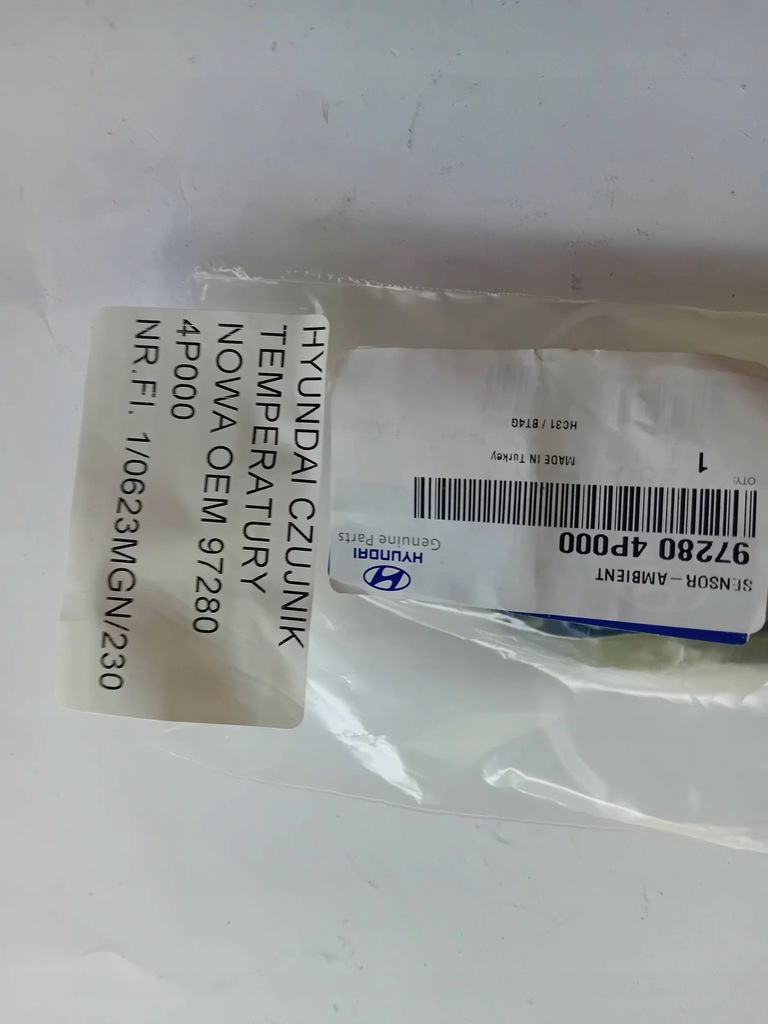 HYUNDAI CZUJNIK
TEMPERATURY
NOWA OEM 97280
4P000
NR.FI. 1/0623MGN/230
HYUNDAI
Genuine Parts
SENSOR-AMBIENT
97280 4P000
QTY:
1
MADE IN Turkey
HC31 / BT4G